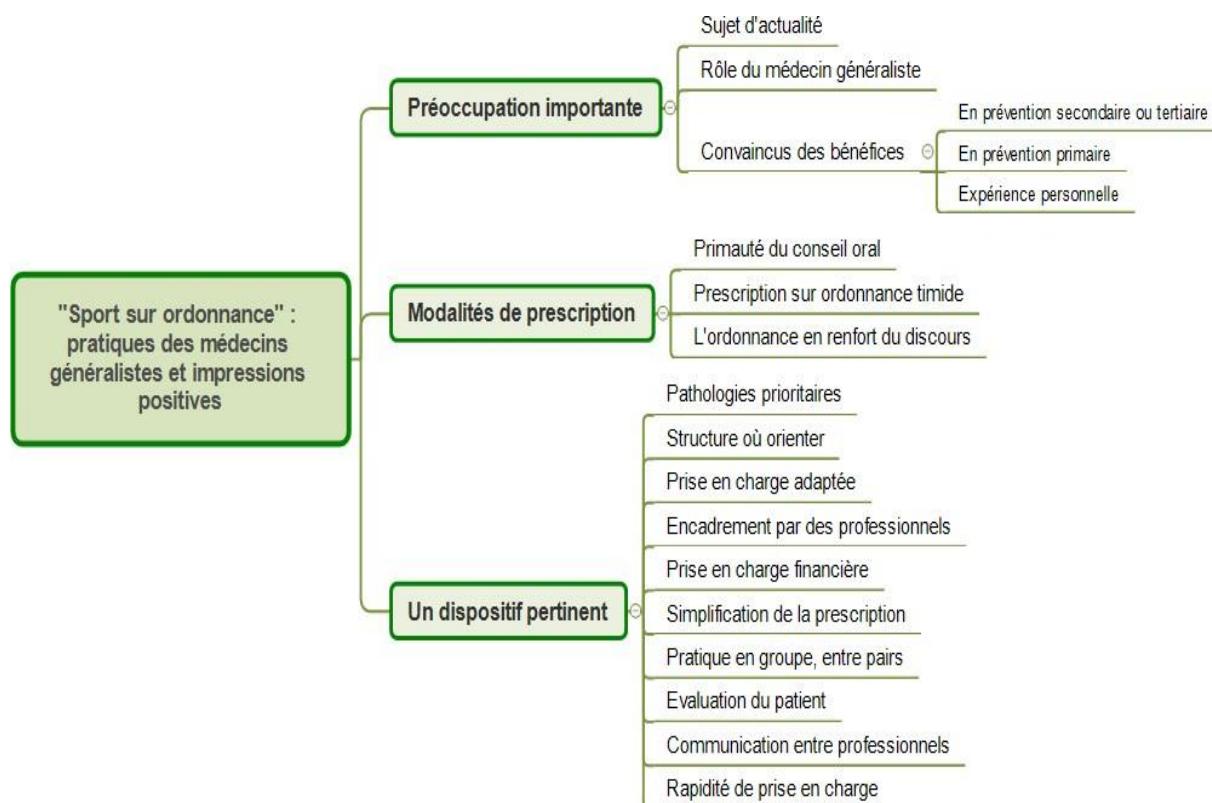 "Sport sur ordonnance" :
pratiques des médecins
généralistes et impressions
positives
Préoccupation importante
Sujet d'actualité
Rôle du médecin généraliste
Convaincus des bénéfices
En prévention secondaire ou tertiaire
En prévention primaire
Expérience personnelle
Modalités de prescription
Primauté du conseil oral
Prescription sur ordonnance timide
L'ordonnance en renfort du discours
Un dispositif pertinent
Pathologies prioritaires
Structure où orienter
Prise en charge adaptée
Encadrement par des professionnels
Prise en charge financière
Simplification de la prescription
Pratique en groupe, entre pairs
Evaluation du patient
Communication entre professionnels
Rapidité de prise en charge